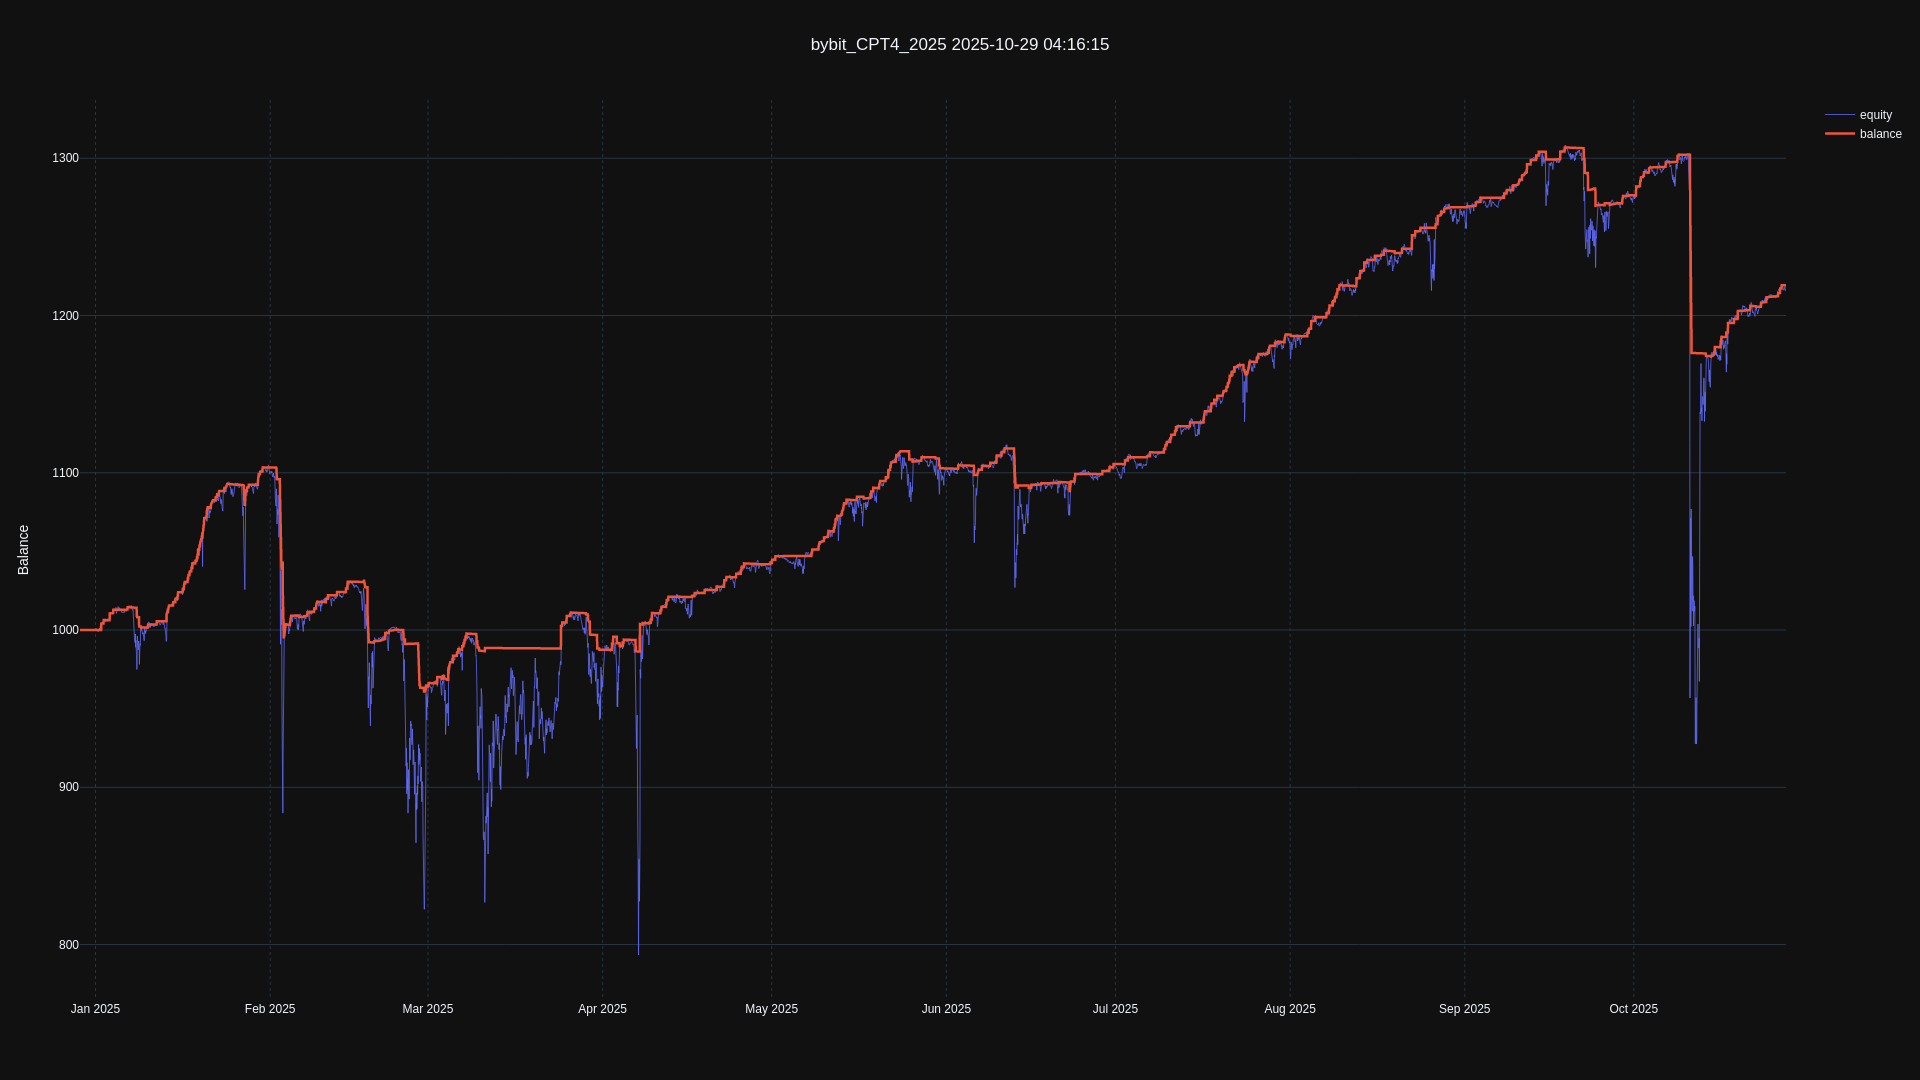 bybit_CPT4_2025 2025-10-29 04:16:15
equity
balance
Balance
1300
1200
1100
1000
900
800
Jan 2025
Feb 2025
Mar 2025
Apr 2025
May 2025
Jun 2025
Jul 2025
Aug 2025
Sep 2025
Oct 2025